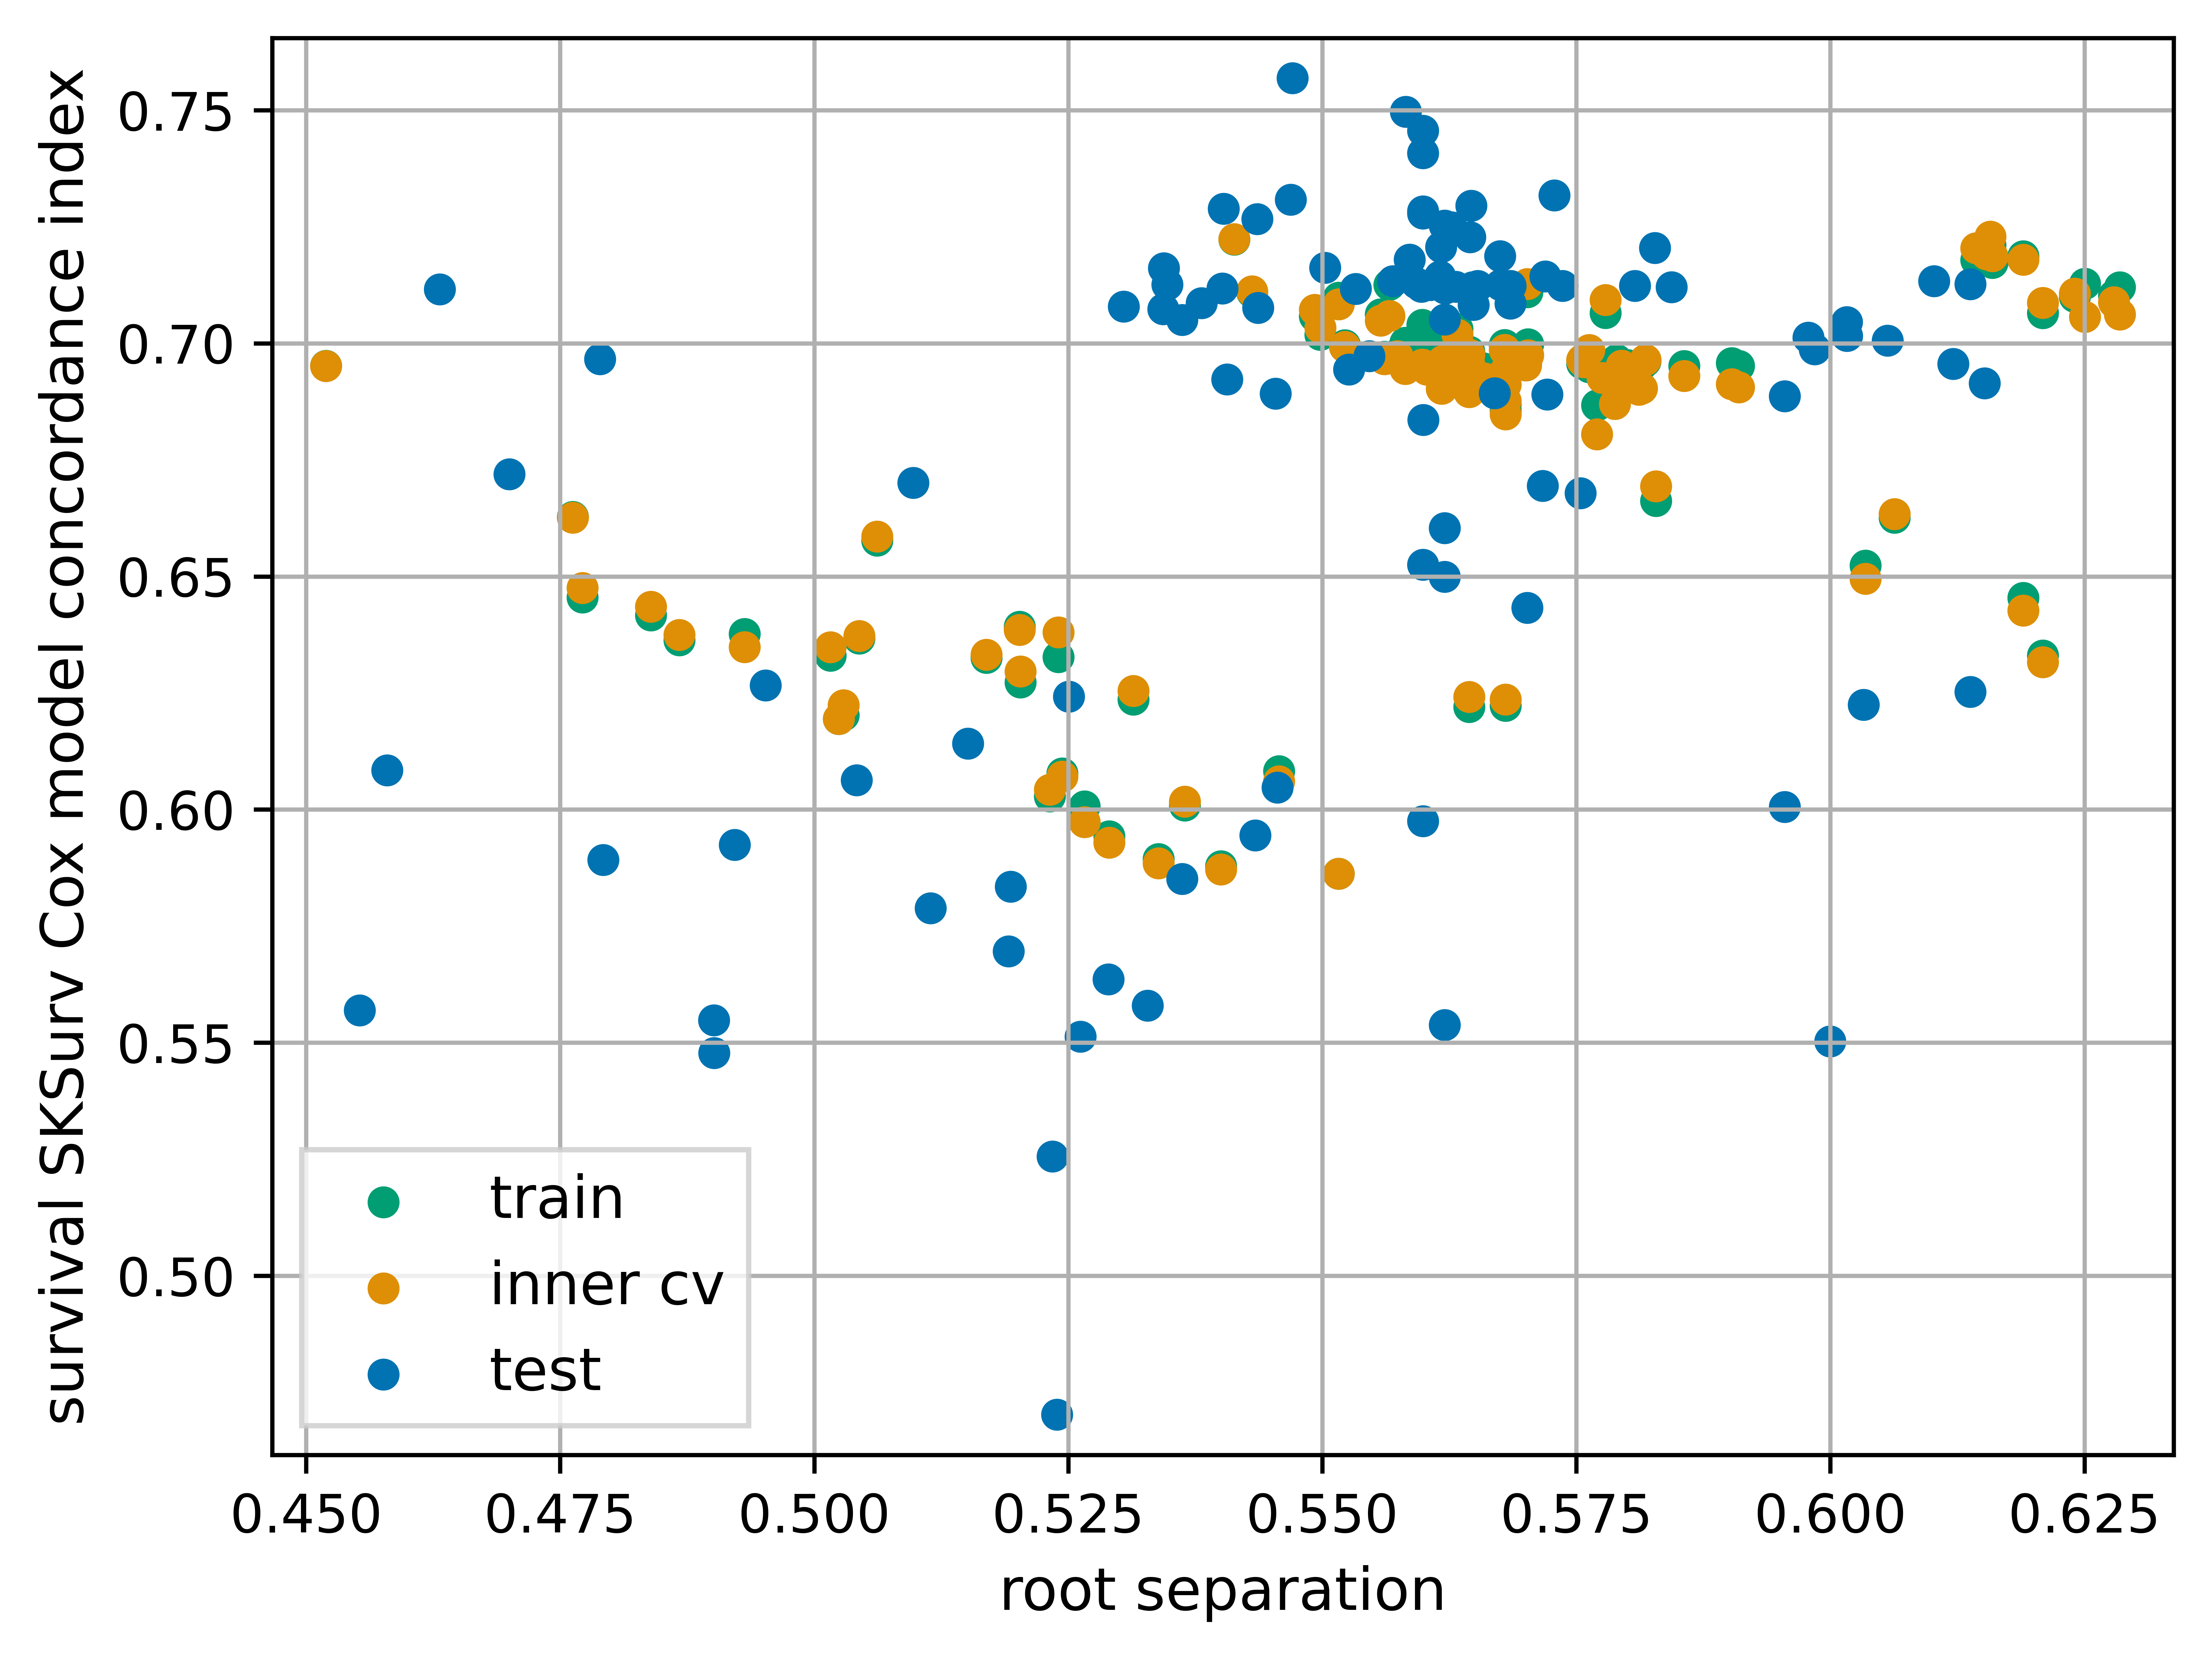 survival SKSurv Cox model concordance index
0.75
0.70
0.65
0.60
0.55
0.50
train
inner cv
test
0.450 0.475 0.500 0.525 0.550 0.575 0.600 0.625
root separation